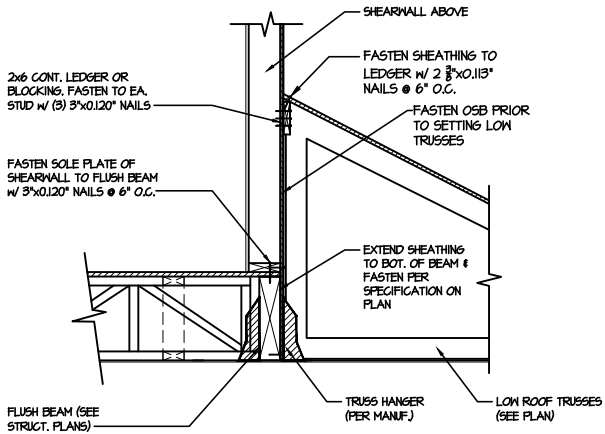 SHEARWALL ABOVE
FASTEN SHEATHING TO
LEDGER W/ 2 3/8"x0.113"
NAILS @ 6" O.C.
2x6 CONT. LEDGER OR
BLOCKING. FASTEN TO EA.
STUD W/ (3) 3"x0.120" NAILS
FASTEN OSB PRIOR
TO SETTING LOW
TRUSSES
FASTEN SOLE PLATE OF
SHEARWALL TO FLUSH BEAM
W/ 3"x0.120" NAILS @ 6" O.C.
EXTEND SHEATHING
TO BOT. OF BEAM &
FASTEN PER
SPECIFICATION ON
PLAN
FLUSH BEAM (SEE
STRUCT. PLANS)
TRUSS HANGER
(PER MANUF.)
LOW ROOF TRUSSES
(SEE PLAN)